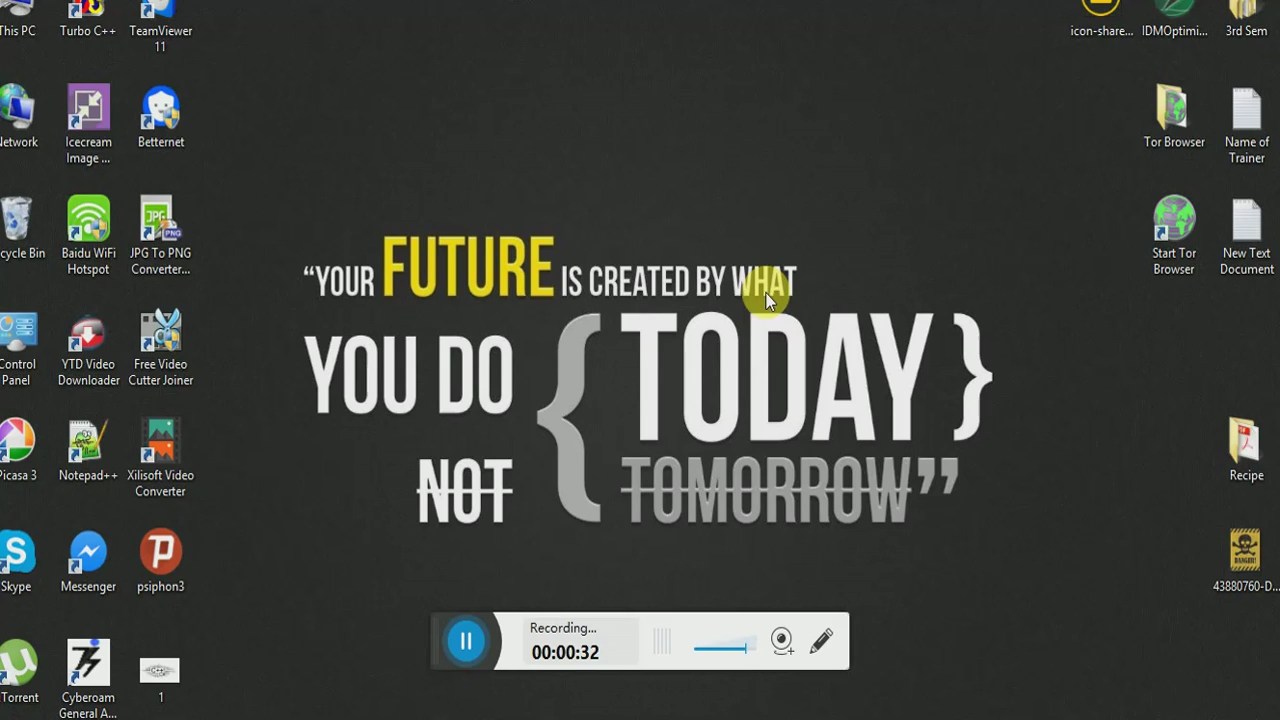 This PC
Turbo C++
TeamViewer
11
icon-share...
IDMOptimi...
3rd Sem
Network
Icecream
Image ...
Betternet
Tor Browser
Name of
Trainer
cycle Bin
Baidu WiFi
Hotspot
JPG
PNG
JPG To PNG
Converter...
Start Tor
Browser
New Text
Document
“YOUR FUTURE IS CREATED BY WHAT
YOU DO { TODAY }
NOT TOMORROW”
Control
Panel
YTD Video
Downloader
Free Video
Cutter Joiner
Picasa 3
Notepad++
Xilisoft Video
Converter
Recipe
Skype
Messenger
psiphon3
DANGER!
43880760-D...
Torrent
Cyberoam
General A...
1
Recording...
00:00:32